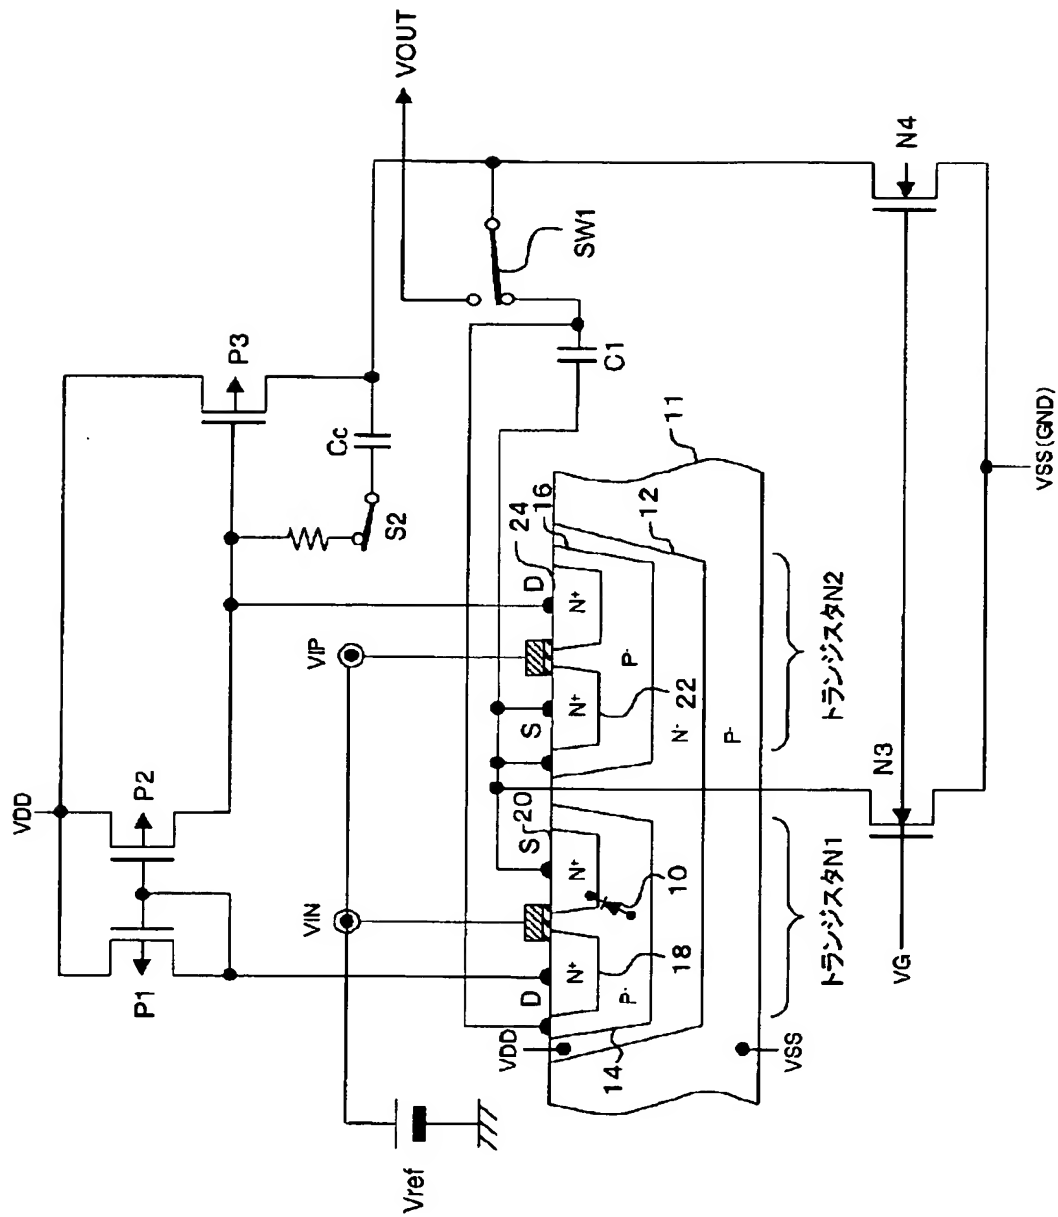 VOUT
VDD
P1
P2
P3
Cc
S2
SW1
C1
VIN
VIP
Vref
D
S
20
S
D
24
16
12
11
N+
N+
N+
N+
10
18
22
P-
P-
N-
P-
14
VDD
VSS
トランジスタN1
トランジスタN2
N3
N4
VG
VSS(GND)